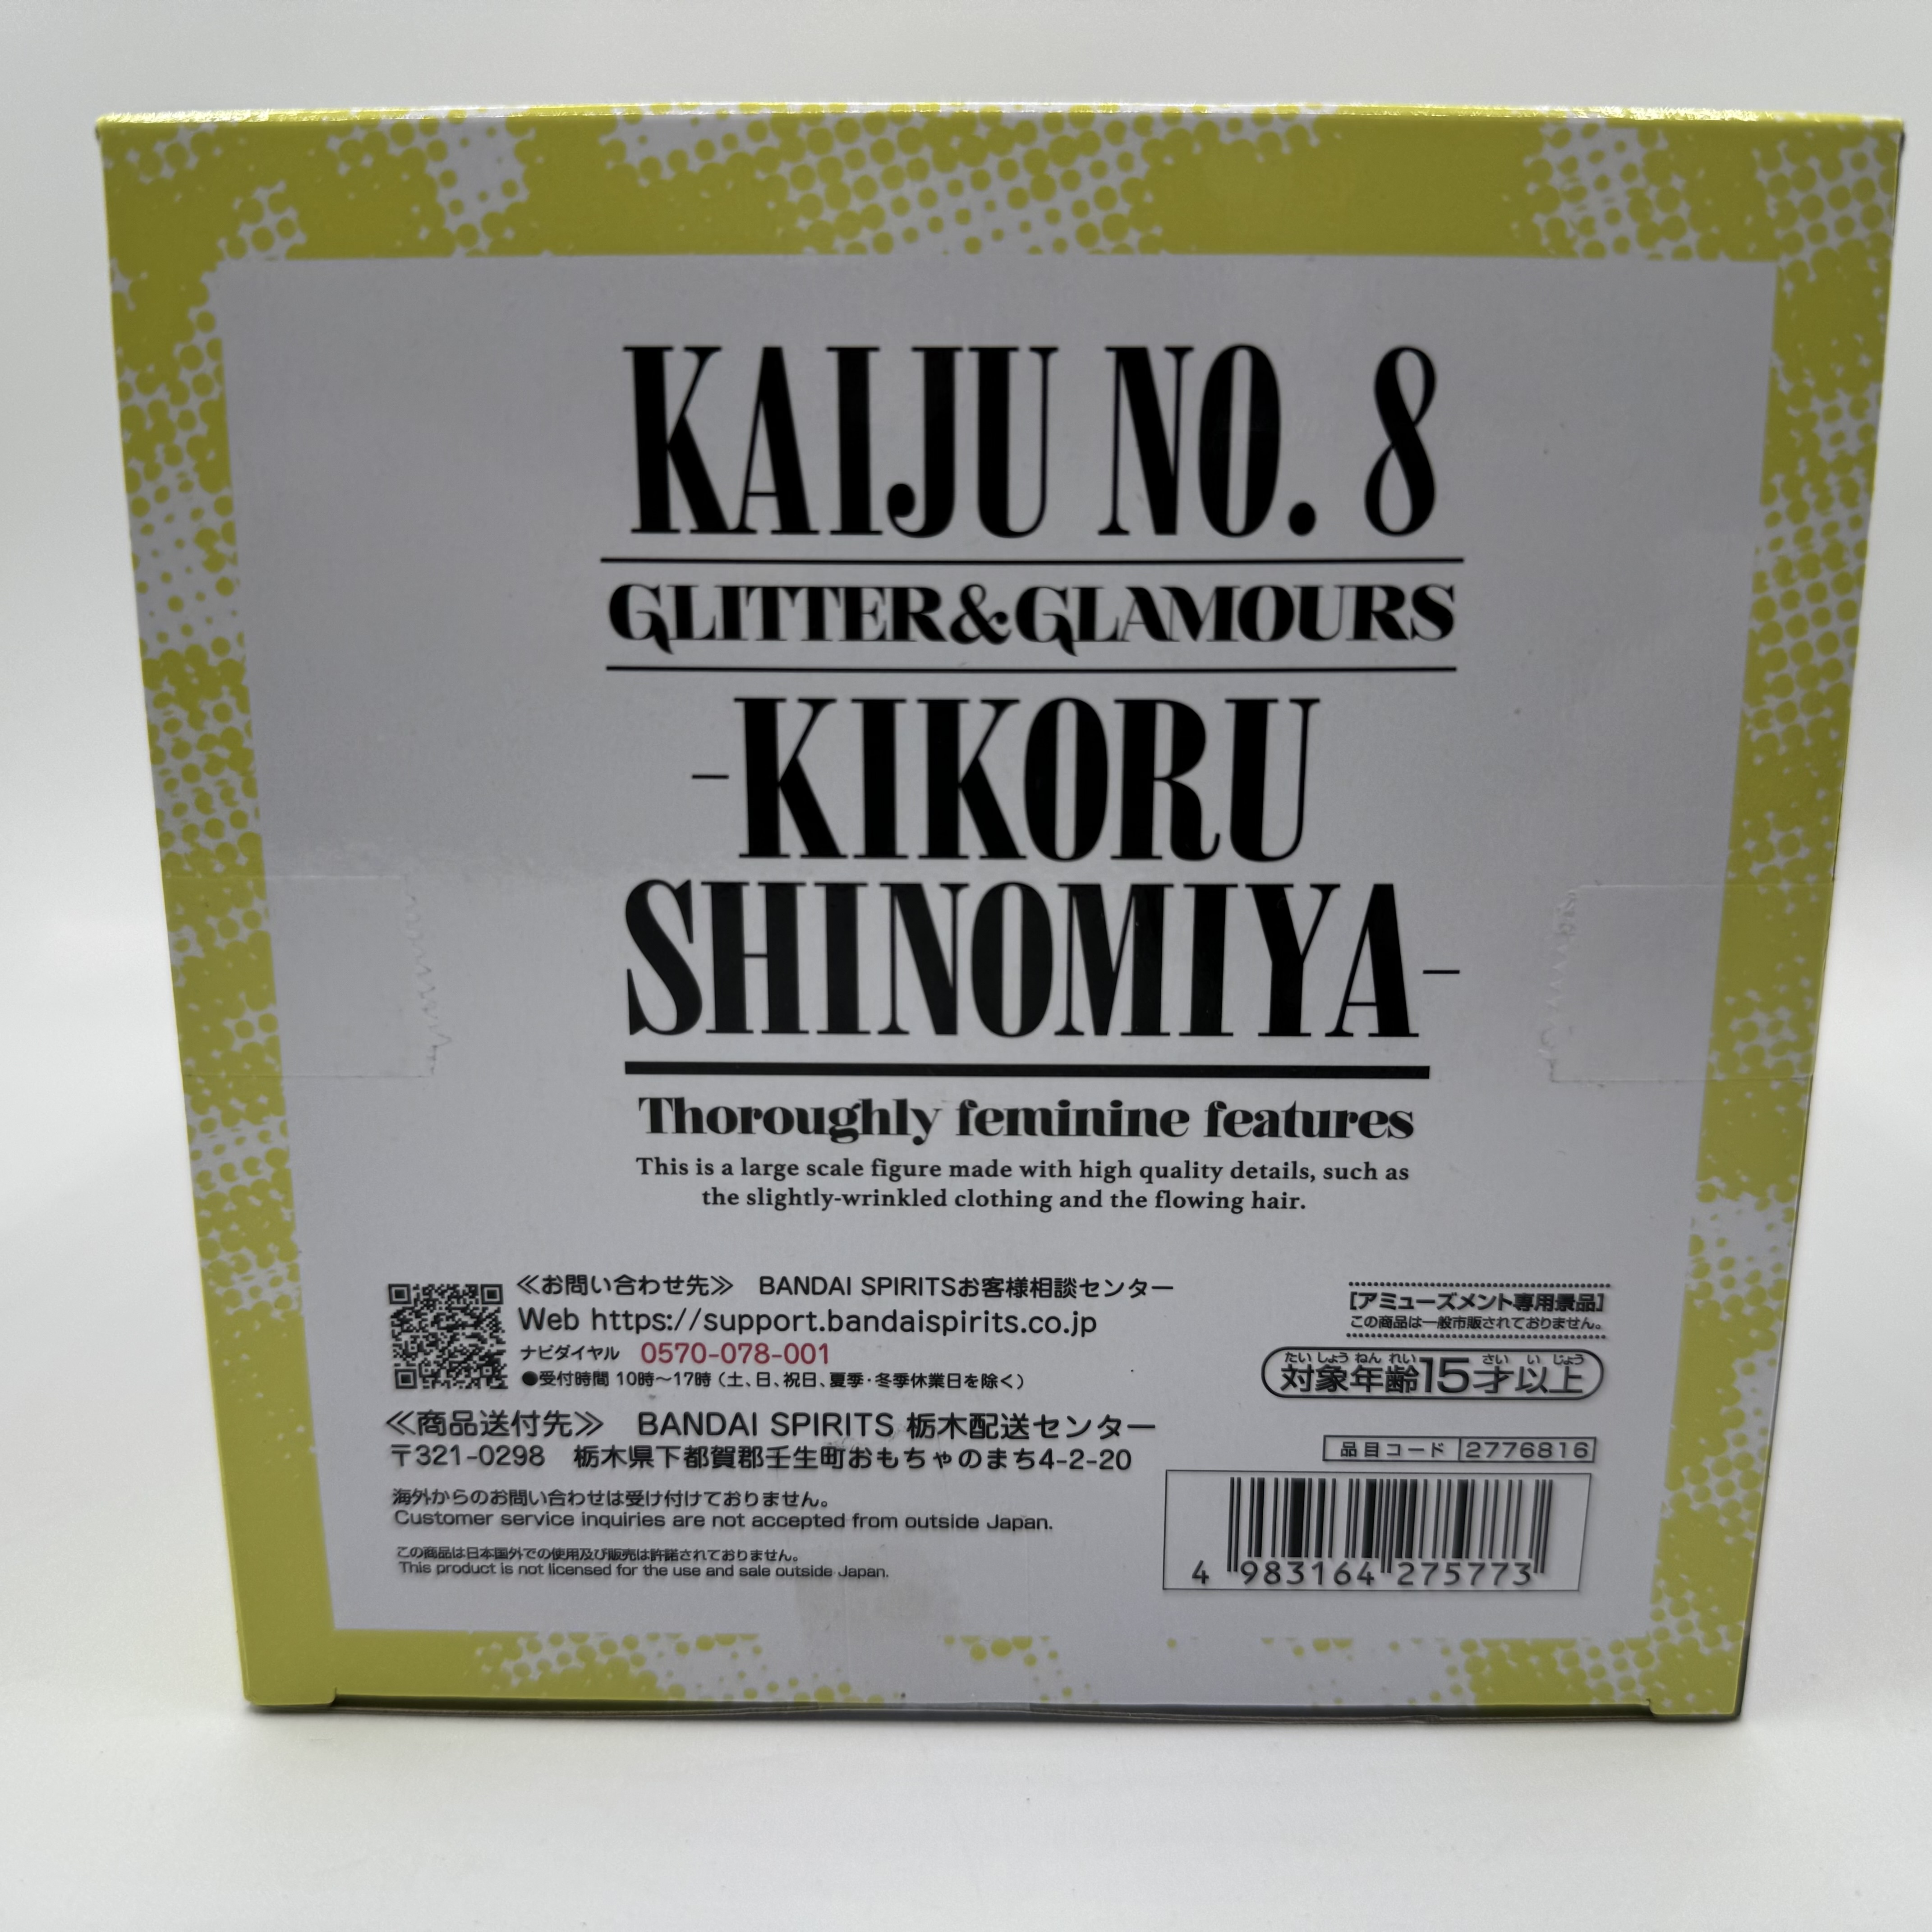 KAIJU NO. 8
GLITTER&GLAMOURS
-KIKORU
SHINOMIYA-
Thoroughly feminine features
This is a large scale figure made with high quality details, such as
the slightly-wrinkled clothing and the flowing hair.
≪お問い合わせ先≫ BANDAI SPIRITSお客様相談センター
Web https://support.bandaispirits.co.jp
ナビダイヤル 0570-078-001
●受付時間 10時～17時（土、日、祝日、夏季・冬季休業日を除く）
≪商品送付先≫ BANDAI SPIRITS 栃木配送センター
〒321-0298 栃木県下都賀郡壬生町おもちゃのまち4-2-20
海外からのお問い合わせは受け付けておりません。
Customer service inquiries are not accepted from outside Japan.
この商品は日本国外での使用及び販売は許諾されておりません。
This product is not licensed for the use and sale outside Japan.
[アミューズメント専用景品]
この商品は一般市販されておりません。
たいしょうねんれい さい いじょう
対象年齢15才以上
品目コード 2776816
4 983164 275773